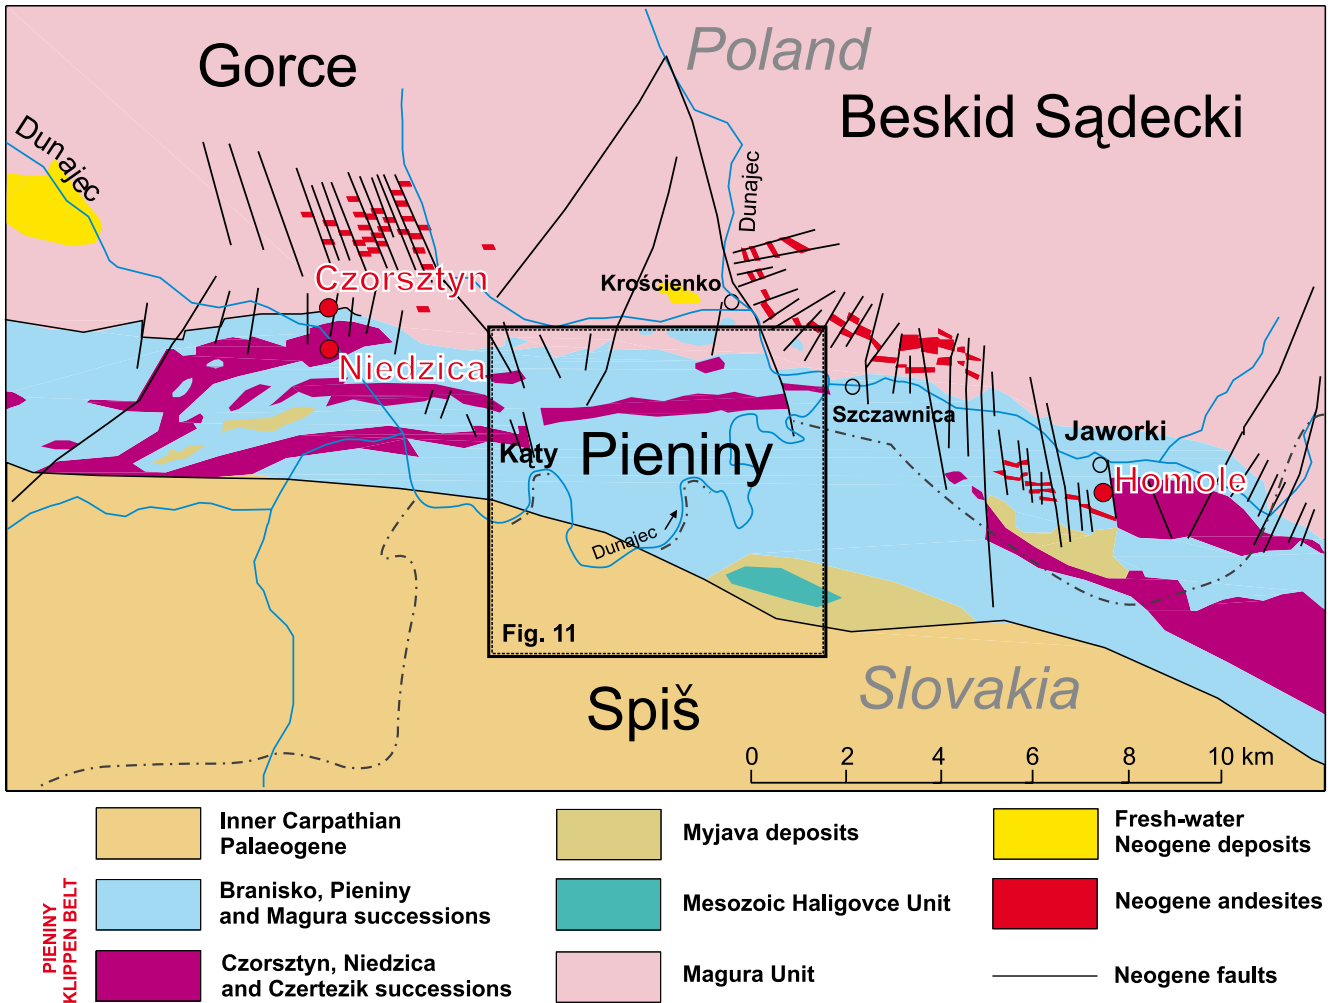 Gorce
Poland
Beskid Sądecki
Dunajec
Dunajec
Czorsztyn
Krościenko
Niedzica
Szczawnica
Jaworki
Kąty
Pieniny
Homole
Dunajec
Fig. 11
Spiš
Slovakia
0 2 4 6 8 10 km
PIENINY
KLIPPEN BELT
Inner Carpathian
Palaeogene
Branisko, Pieniny
and Magura successions
Czorsztyn, Niedzica
and Czertezik successions
Myjava deposits
Mesozoic Haligovce Unit
Magura Unit
Fresh-water
Neogene deposits
Neogene andesites
Neogene faults